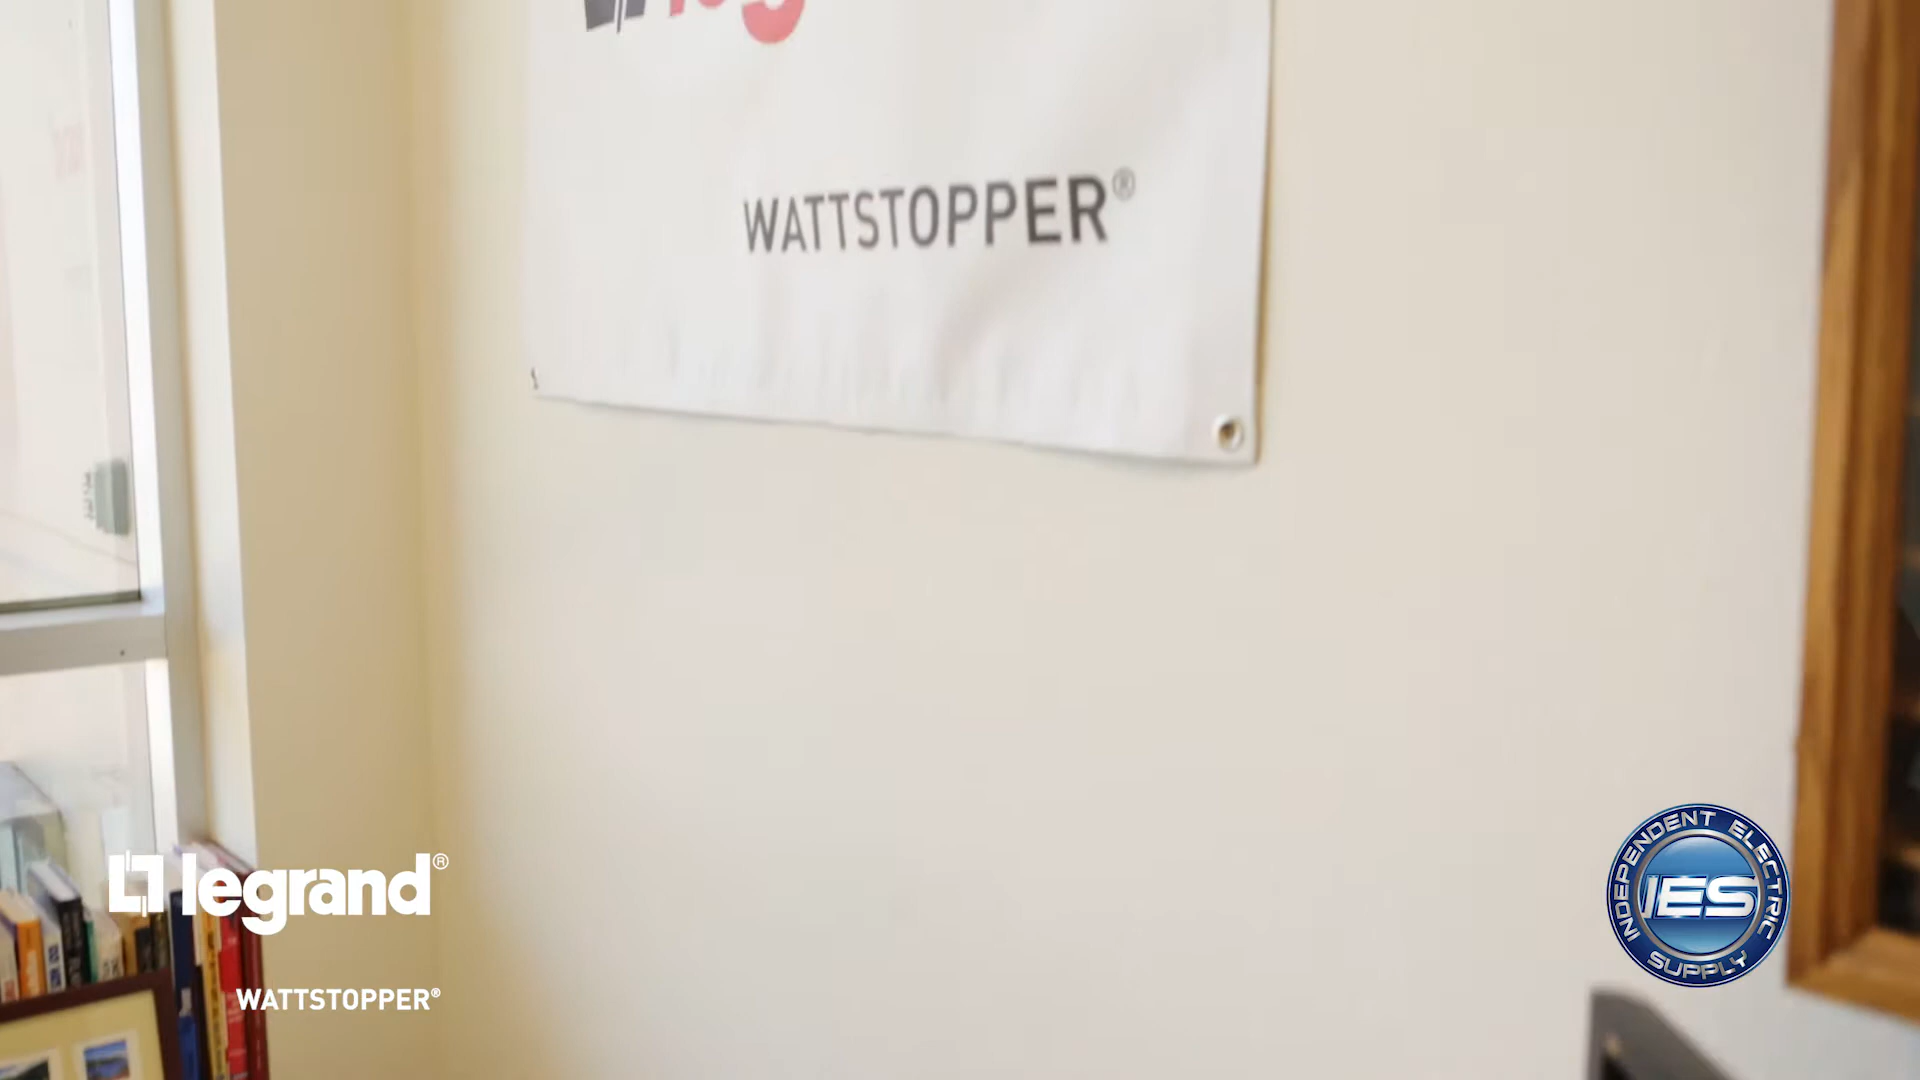 WATTSTOPPER®
legrand®
WATTSTOPPER®
INDEPENDENT ELECTRIC
IES
SUPPLY